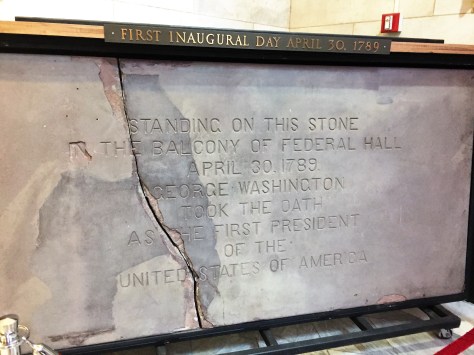 FIRST INAUGURAL DAY APRIL 30, 1789
STANDING ON THIS STONE
IN THE BALCONY OF FEDERAL HALL
APRIL 30, 1789
GEORGE WASHINGTON
TOOK THE OATH
AS THE FIRST PRESIDENT
OF THE
UNITED STATES OF AMERICA